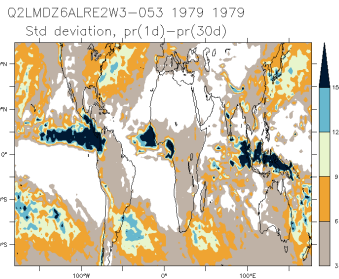 Q2LMDZ6ALRE2W3-053 1979 1979
Std deviation, pr(1d)-pr(30d)
°N
°N
0°
°S
°S
100°W
0°
100°E
15
12
9
6
3